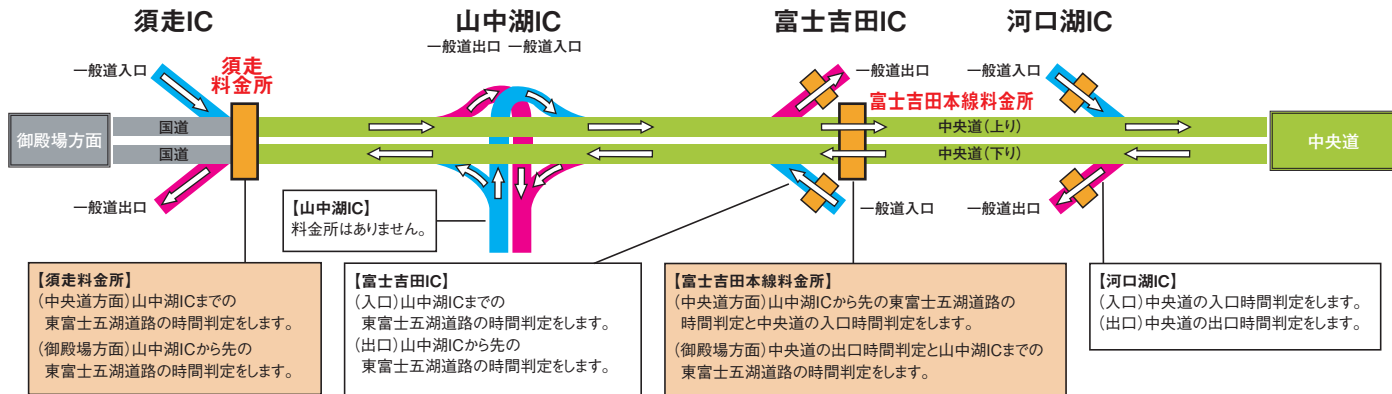 須走IC
山中湖IC
富士吉田IC
河口湖IC
一般道出口 一般道入口
一般道入口
須走
料金所
一般道出口
一般道入口
富士吉田本線料金所
御殿場方面
国道
国道
中央道(上り)
中央道(下り)
中央道
一般道出口
一般道入口
一般道出口
【山中湖IC】
料金所はありません。
【須走料金所】
(中央道方面)山中湖ICまでの
東富士五湖道路の時間判定をします。
(御殿場方面)山中湖ICから先の
東富士五湖道路の時間判定をします。
【富士吉田IC】
(入口)山中湖ICまでの
東富士五湖道路の時間判定をします。
(出口)山中湖ICから先の
東富士五湖道路の時間判定をします。
【富士吉田本線料金所】
(中央道方面)山中湖ICから先の東富士五湖道路の
時間判定と中央道の入口時間判定をします。
(御殿場方面)中央道の出口時間判定と山中湖ICまでの
東富士五湖道路の時間判定をします。
【河口湖IC】
(入口)中央道の入口時間判定をします。
(出口)中央道の出口時間判定をします。